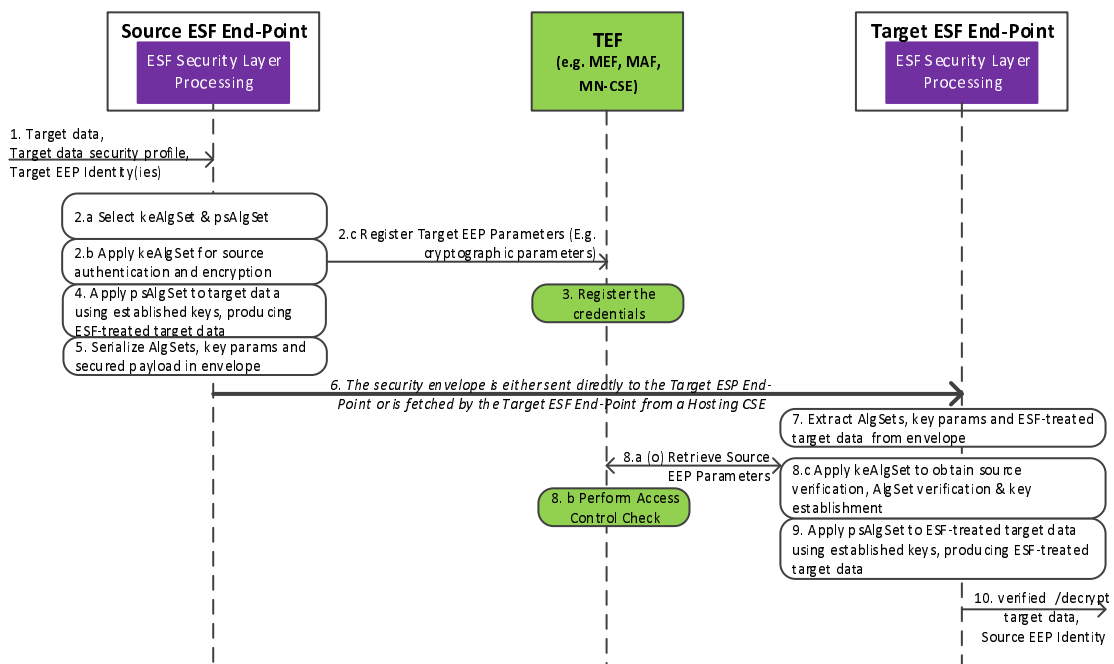 Source ESF End-Point
ESF Security Layer
Processing
TEF
(e.g. MEF, MAF,
MN-CSE)
Target ESF End-Point
ESF Security Layer
Processing
1. Target data,
Target data security profile,
Target EEP Identity(ies)
2.a Select keAlgSet & psAlgSet
2.b Apply keAlgSet for source
authentication and encryption
2.c Register Target EEP Parameters (E.g.
cryptographic parameters)
3. Register the
credentials
4. Apply psAlgSet to target data
using established keys, producing
ESF-treated target data
5. Serialize AlgSets, key params and
secured payload in envelope
6. The security envelope is either sent directly to the Target ESP End-
Point or is fetched by the Target ESF End-Point from a Hosting CSE
7. Extract AlgSets, key params and ESF-treated
target data from envelope
8.a (o) Retrieve Source
EEP Parameters
8. b Perform Access
Control Check
8.c Apply keAlgSet to obtain source
verification, AlgSet verification & key
establishment
9. Apply psAlgSet to ESF-treated target data
using established keys, producing ESF-treated
target data
10. verified /decrypt
target data,
Source EEP Identity